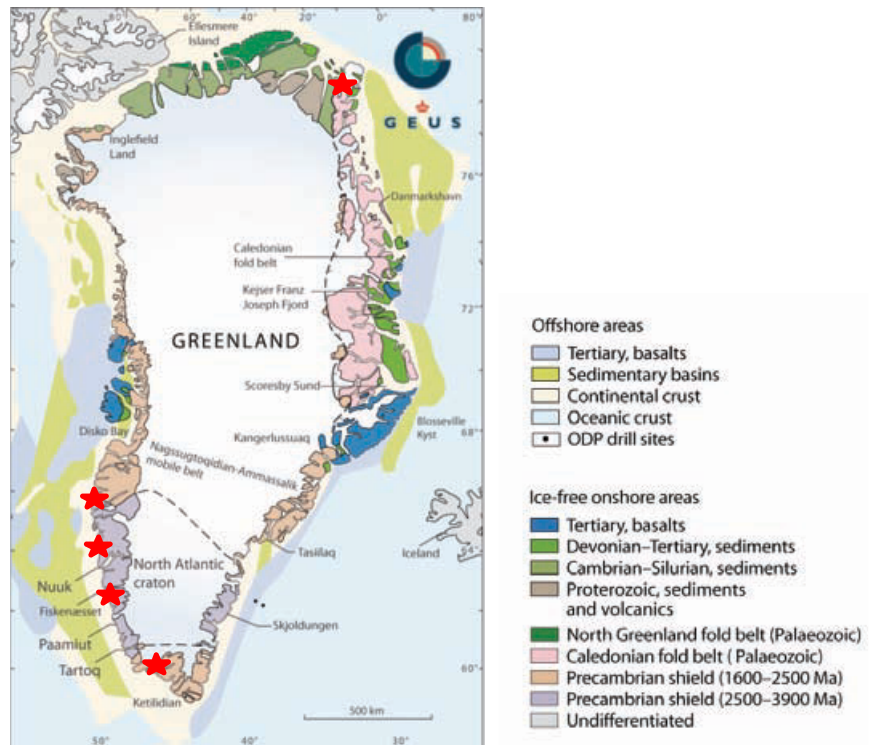 80°
40°
20°
0°
80°
Ellesmere
Island
G E U S
Inglefield
Land
76°
Danmarkshavn
Caledonian
fold belt
Kejser Franz
Joseph Fjord
72°
GREENLAND
Scoresby Sund
Disko Bay
Kangerlussuaq
Blosseville
Kyst
68°
Nagssugtoqidian-Ammassalik
mobile belt
Tasiilaq
Iceland
64°
North Atlantic
craton
Nuuk
Fiskenæsset
Skjoldungen
Paamiut
Tartoq
60°
Ketilidian
500 km
50°
40°
30°
Offshore areas
Tertiary, basalts
Sedimentary basins
Continental crust
Oceanic crust
ODP drill sites
Ice-free onshore areas
Tertiary, basalts
Devonian–Tertiary, sediments
Cambrian–Silurian, sediments
Proterozoic, sediments
and volcanics
North Greenland fold belt (Palaeozoic)
Caledonian fold belt ( Palaeozoic)
Precambrian shield (1600–2500 Ma)
Precambrian shield (2500–3900 Ma)
Undifferentiated